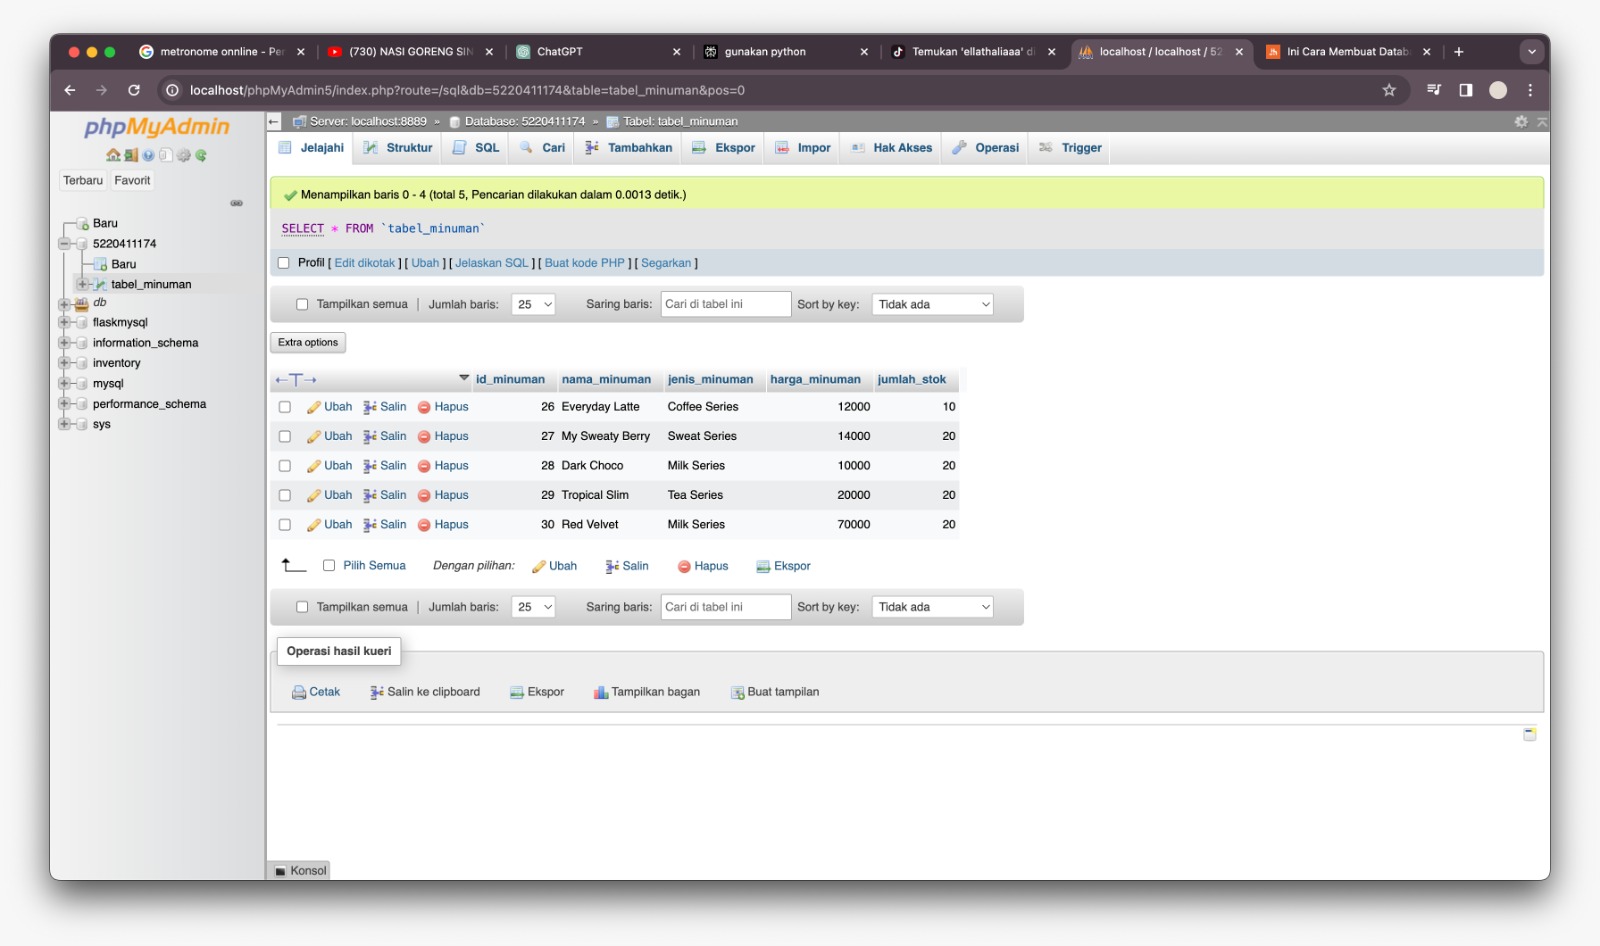 metronome onnline - Per
(730) NASI GORENG SIN
ChatGPT
gunakan python
Temukan 'ellathaliaaa' di
localhost / localhost / 52
Ini Cara Membuat Datab
localhost/phpMyAdmin5/index.php?route=/sql&db=5220411174&table=tabel_minuman&pos=0
phpMyAdmin
Terbaru Favorit
Baru
5220411174
Baru
tabel_minuman
db
flaskmysql
information_schema
inventory
mysql
performance_schema
sys
Server: localhost:8889 » Database: 5220411174 » Tabel: tabel_minuman
Jelajahi Struktur SQL Cari Tambahkan Ekspor Impor Hak Akses Operasi Trigger
Menampilkan baris 0 - 4 (total 5, Pencarian dilakukan dalam 0.0013 detik.)
SELECT * FROM `tabel_minuman`
Profil [ Edit dikotak ] [ Ubah ] [ Jelaskan SQL ] [ Buat kode PHP ] [ Segarkan ]
Tampilkan semua | Jumlah baris: 25 Saring baris: Cari di tabel ini Sort by key: Tidak ada
Extra options
id_minuman nama_minuman jenis_minuman harga_minuman jumlah_stok
Ubah Salin Hapus 26 Everyday Latte Coffee Series 12000 10
Ubah Salin Hapus 27 My Sweaty Berry Sweat Series 14000 20
Ubah Salin Hapus 28 Dark Choco Milk Series 10000 20
Ubah Salin Hapus 29 Tropical Slim Tea Series 20000 20
Ubah Salin Hapus 30 Red Velvet Milk Series 70000 20
Pilih Semua Dengan pilihan: Ubah Salin Hapus Ekspor
Tampilkan semua | Jumlah baris: 25 Saring baris: Cari di tabel ini Sort by key: Tidak ada
Operasi hasil kueri
Cetak Salin ke clipboard Ekspor Tampilkan bagan Buat tampilan
Konsol